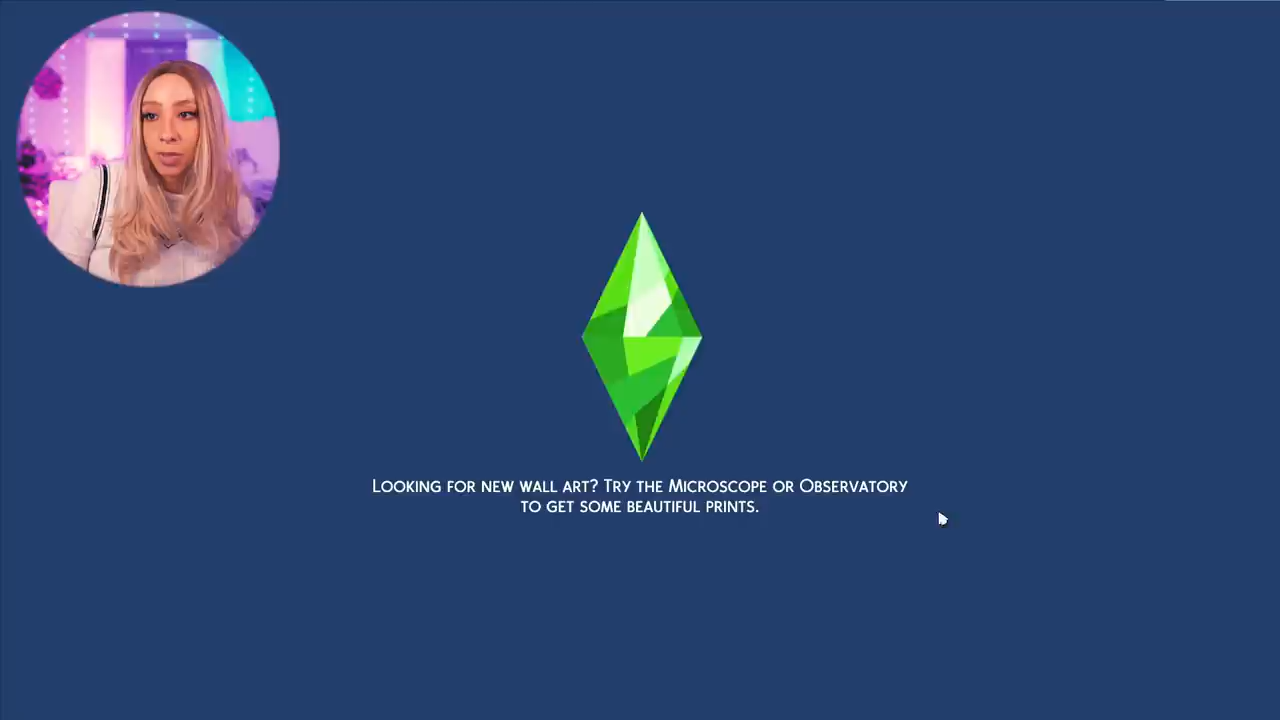 Looking for new wall art? Try the Microscope or Observatory
to get some beautiful prints.